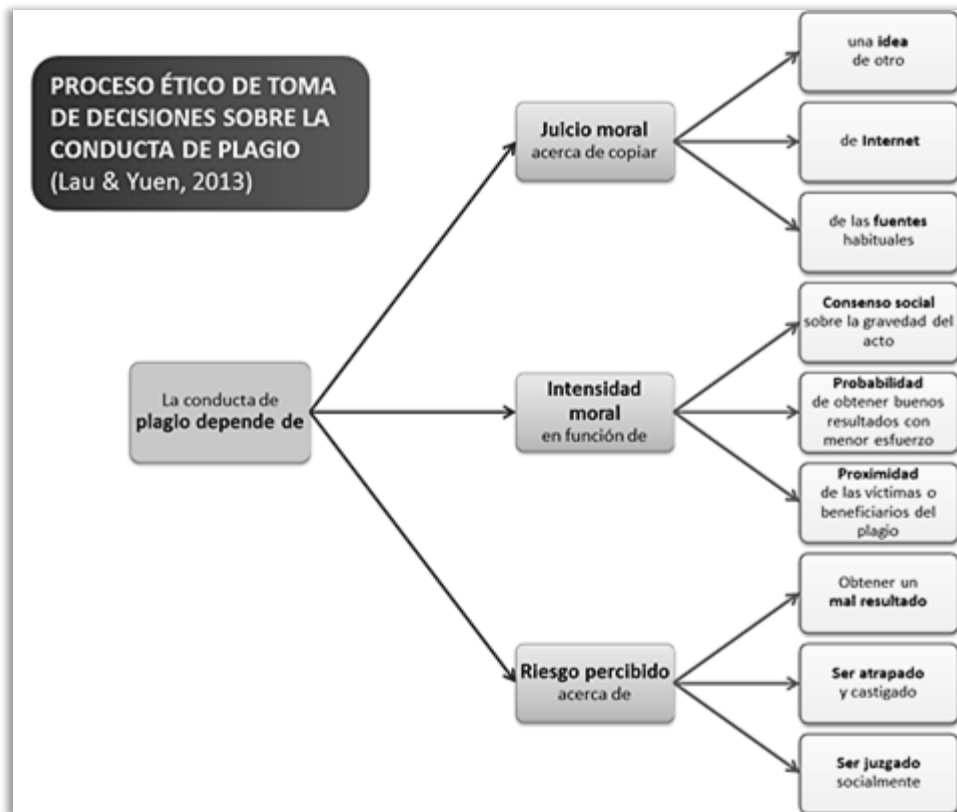 PROCESO ÉTICO DE TOMA
DE DECISIONES SOBRE LA
CONDUCTA DE PLAGIO
(Lau & Yuen, 2013)
La conducta de
plagio depende de
Juicio moral
acerca de copiar
una idea
de otro
de Internet
de las fuentes
habituales
Intensidad
moral
en función de
Consenso social
sobre la gravedad del
acto
Probabilidad
de obtener buenos
resultados con
menor esfuerzo
Proximidad
de las víctimas o
beneficiarios del
plagio
Riesgo percibido
acerca de
Obtener un
mal resultado
Ser atrapado
y castigado
Ser juzgado
socialmente